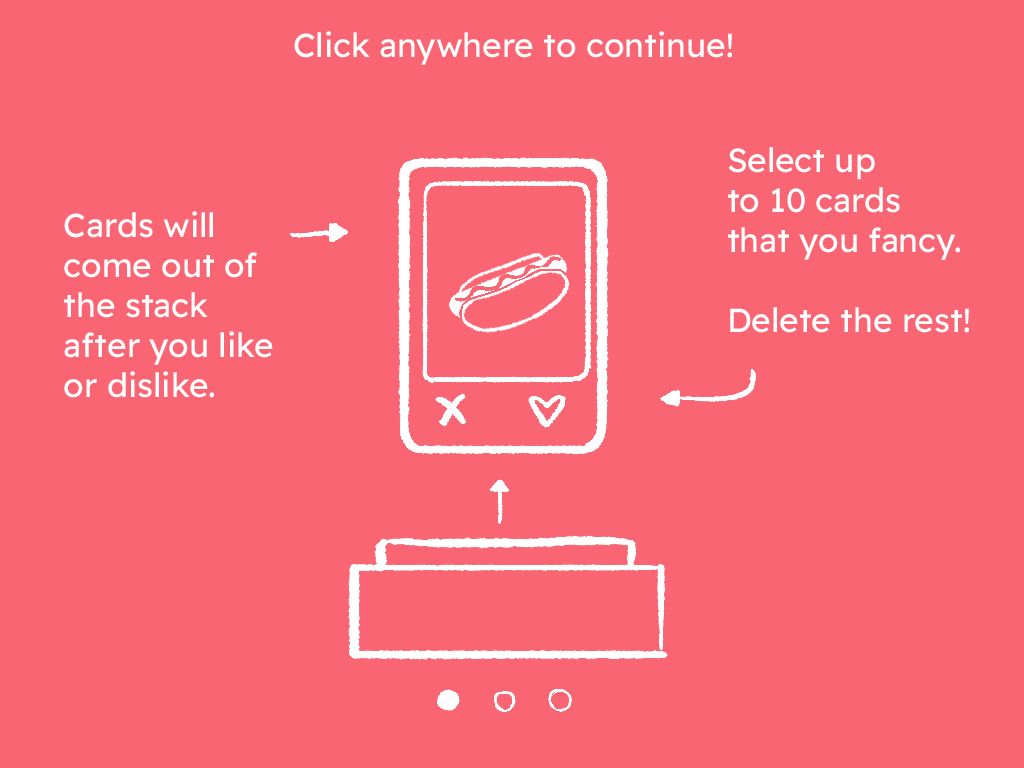 Click anywhere to continue!
Cards will
come out of
the stack
after you like
or dislike.
Select up
to 10 cards
that you fancy.
Delete the rest!